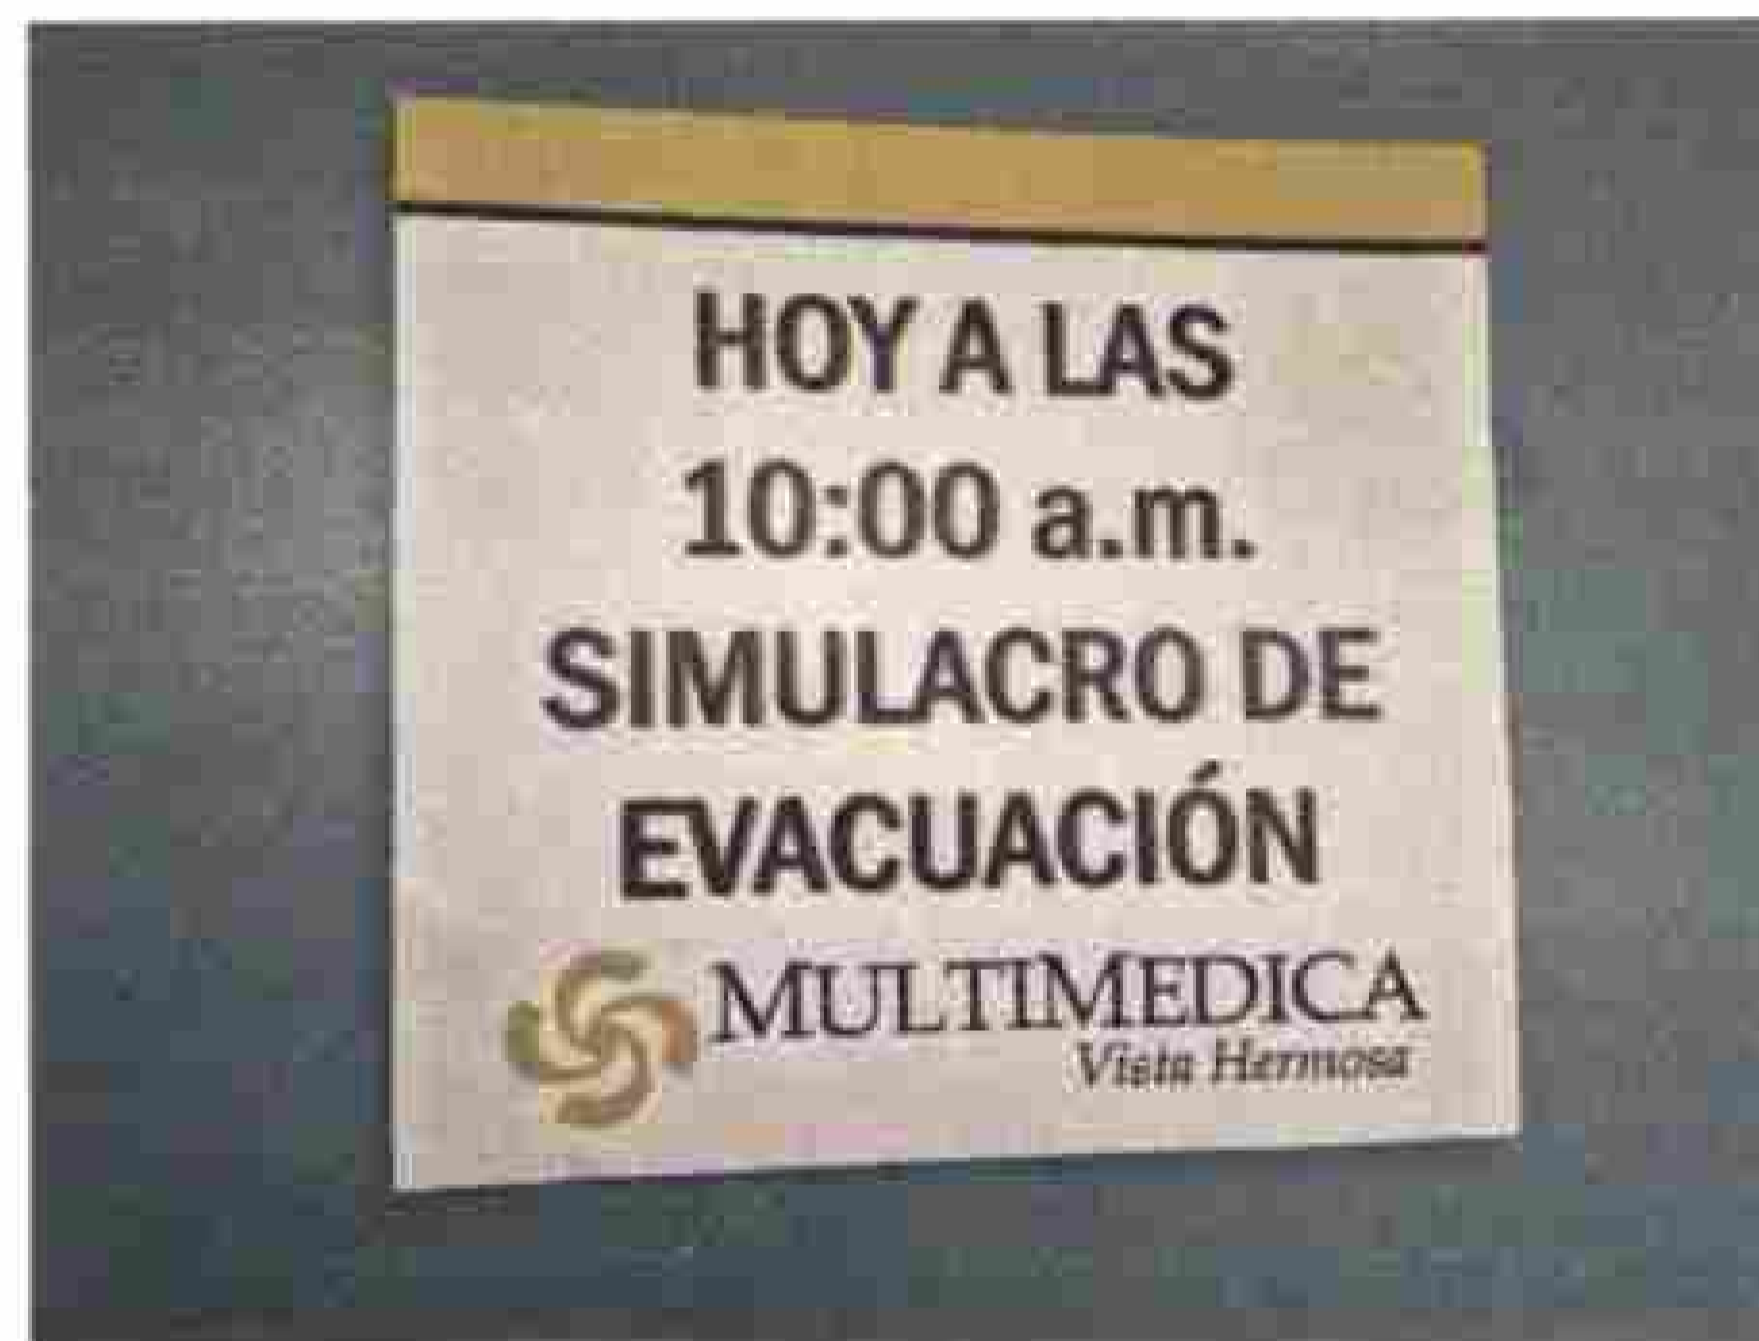 HOY A LAS
10:00 a.m.
SIMULACRO DE
EVACUACIÓN
MULTIMEDICA
Vista Hermosa